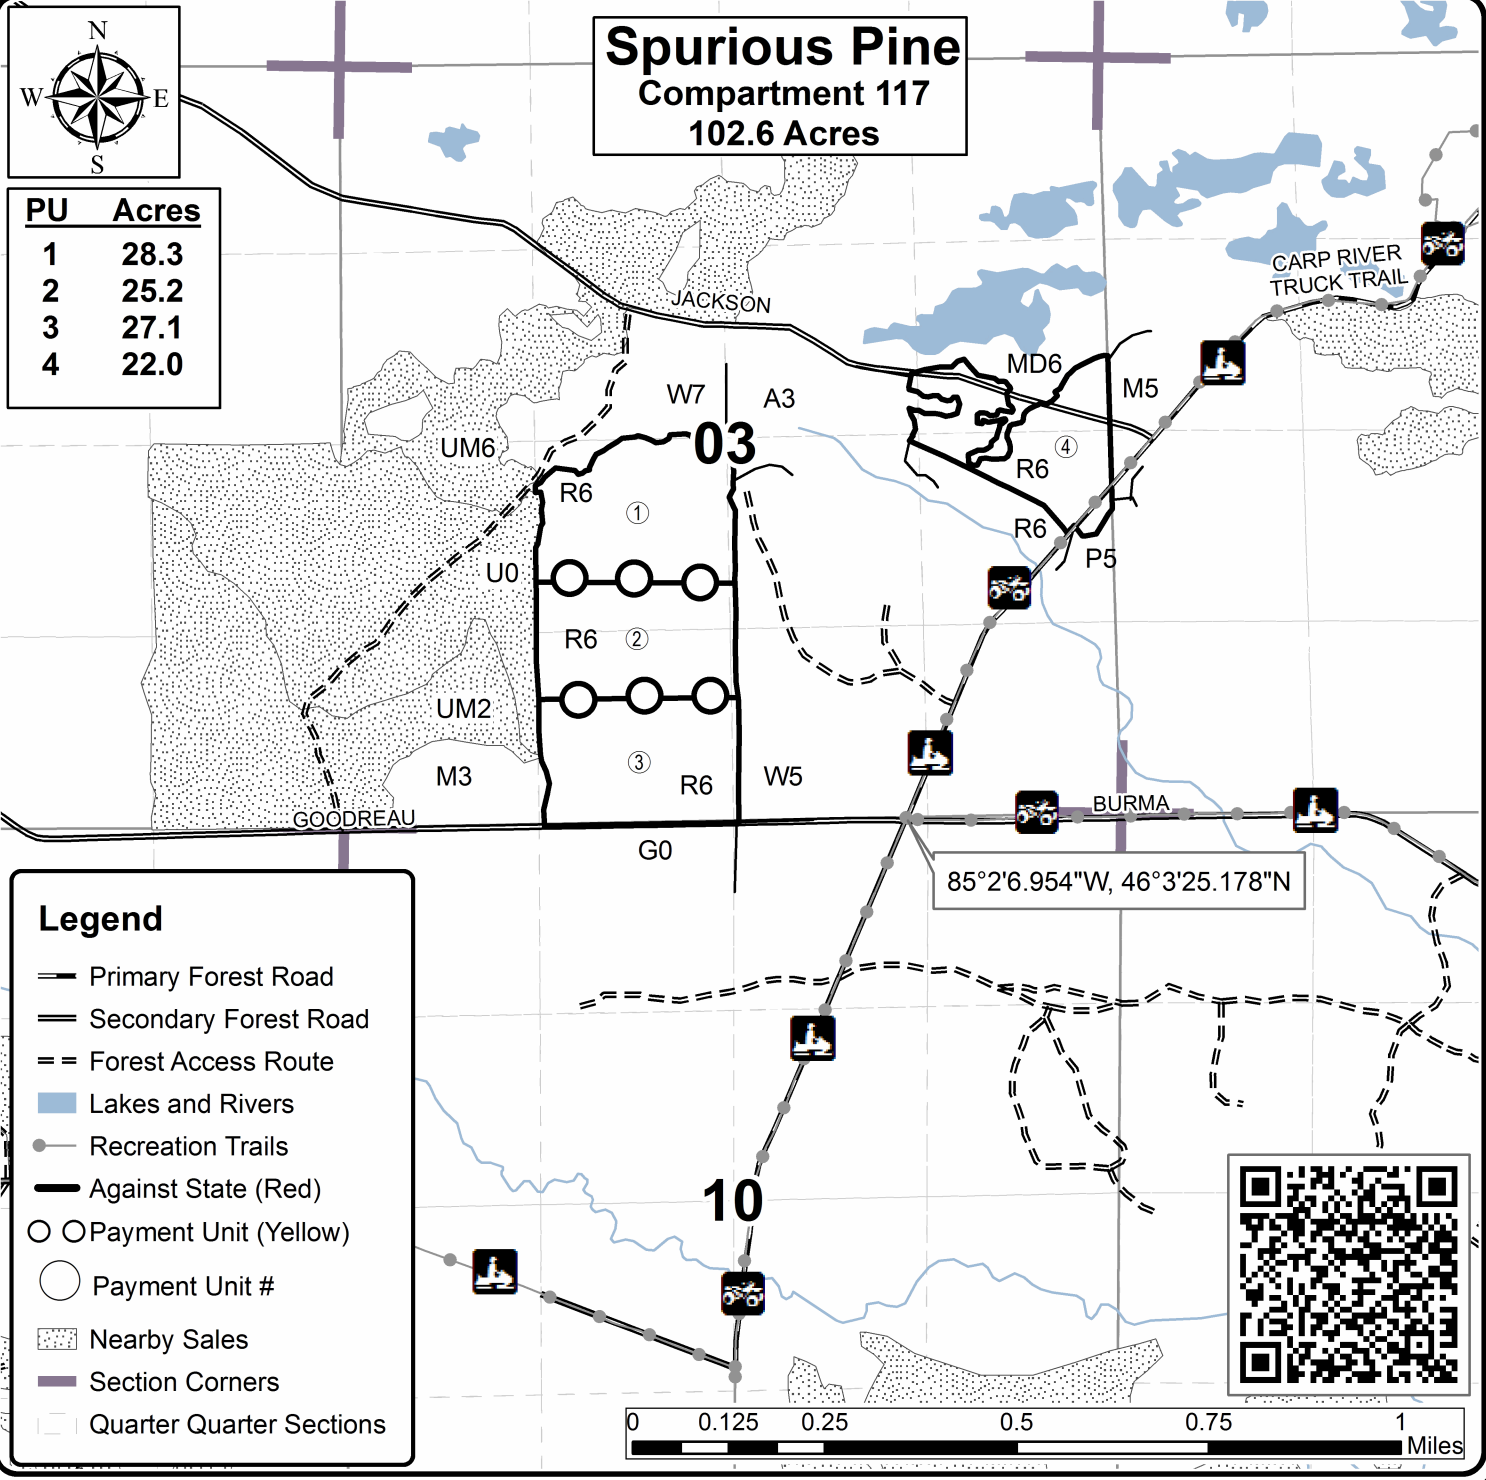 N
W
E
S
Spurious Pine
Compartment 117
102.6 Acres
PU Acres
1 28.3
2 25.2
3 27.1
4 22.0
CARP RIVER
TRUCK TRAIL
JACKSON
MD6
M5
W7
A3
03
UM6
4
R6
R6
1
R6
P5
U0
R6
2
UM2
3
M3
R6
W5
BURMA
GOODREAU
G0
85°2'6.954"W, 46°3'25.178"N
Legend
Primary Forest Road
Secondary Forest Road
Forest Access Route
Lakes and Rivers
Recreation Trails
Against State (Red)
Payment Unit (Yellow)
Payment Unit #
Nearby Sales
Section Corners
Quarter Quarter Sections
10
0 0.125 0.25 0.5 0.75 1
Miles